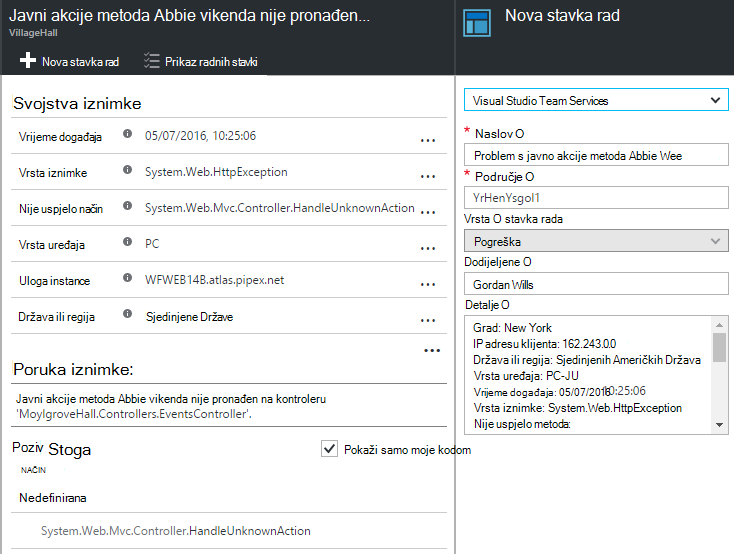 Javni akcije metoda Abbie vikenda nije pronađen...
VillageHall
Nova stavka rad
Prikaz radnih stavki
Svojstva iznimke
Vrijeme događaja 05/07/2016, 10:25:06 ...
Vrsta iznimke System.Web.HttpException ...
Nije uspjelo način System.Web.Mvc.Controller.HandleUnknownAction ...
Vrsta uređaja PC ...
Uloga instance WFWEB14B.atlas.pipex.net ...
Država ili regija Sjedinjene Države ...
...
Poruka iznimke:
Javni akcije metoda Abbie vikenda nije pronađen na kontroleru
'MoylgroveHall.Controllers.EventsController'.
Poziv Stoga
Pokaži samo moje kodom
NAČIN
Nedefinirana
System.Web.Mvc.Controller.HandleUnknownAction
Nova stavka rad
Visual Studio Team Services
* Naslov O
Problem s javno akcije metoda Abbie Wee
* Područje O
YrHenYsgol1
Vrsta O stavka rada
Pogreška
Dodijeljene O
Gordan Wills
Detalje O
Grad: New York
IP adresu klijenta: 162.243.0.0
Država ili regija: Sjedinjenih Američkih Država
Vrsta uređaja: PC-JU
Vrijeme događaja: 05/07/2016 10:25:06
Vrsta iznimke: System.Web.HttpException
Nije uspjelo metoda: